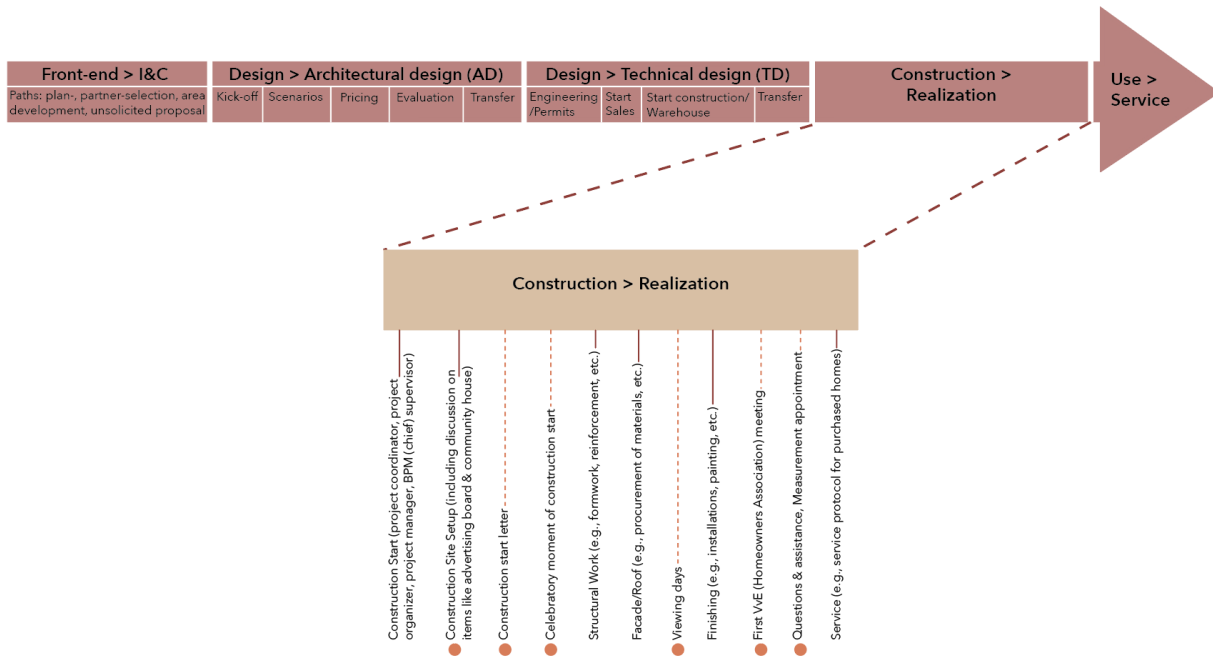 Front-end > I&C
Paths: plan-, partner-selection, area
development, unsolicited proposal
Design > Architectural design (AD)
Kick-off
Scenarios
Pricing
Evaluation
Transfer
Design > Technical design (TD)
Engineering
/Permits
Start
Sales
Start construction/
Warehouse
Transfer
Construction >
Realization
Use >
Service
Construction > Realization
Construction Start (project coordinator, project
organizer, project manager, BPM (chief) supervisor)
Construction Site Setup (including discussion on
items like advertising board & community house)
Construction start letter
Celebratory moment of construction start
Structural Work (e.g., formwork, reinforcement, etc.)
Facade/Roof (e.g., procurement of materials, etc.)
Viewing days
Finishing (e.g., installations, painting, etc.)
First VvE (Homeowners Association) meeting
Questions & assistance, Measurement appointment
Service (e.g., service protocol for purchased homes)